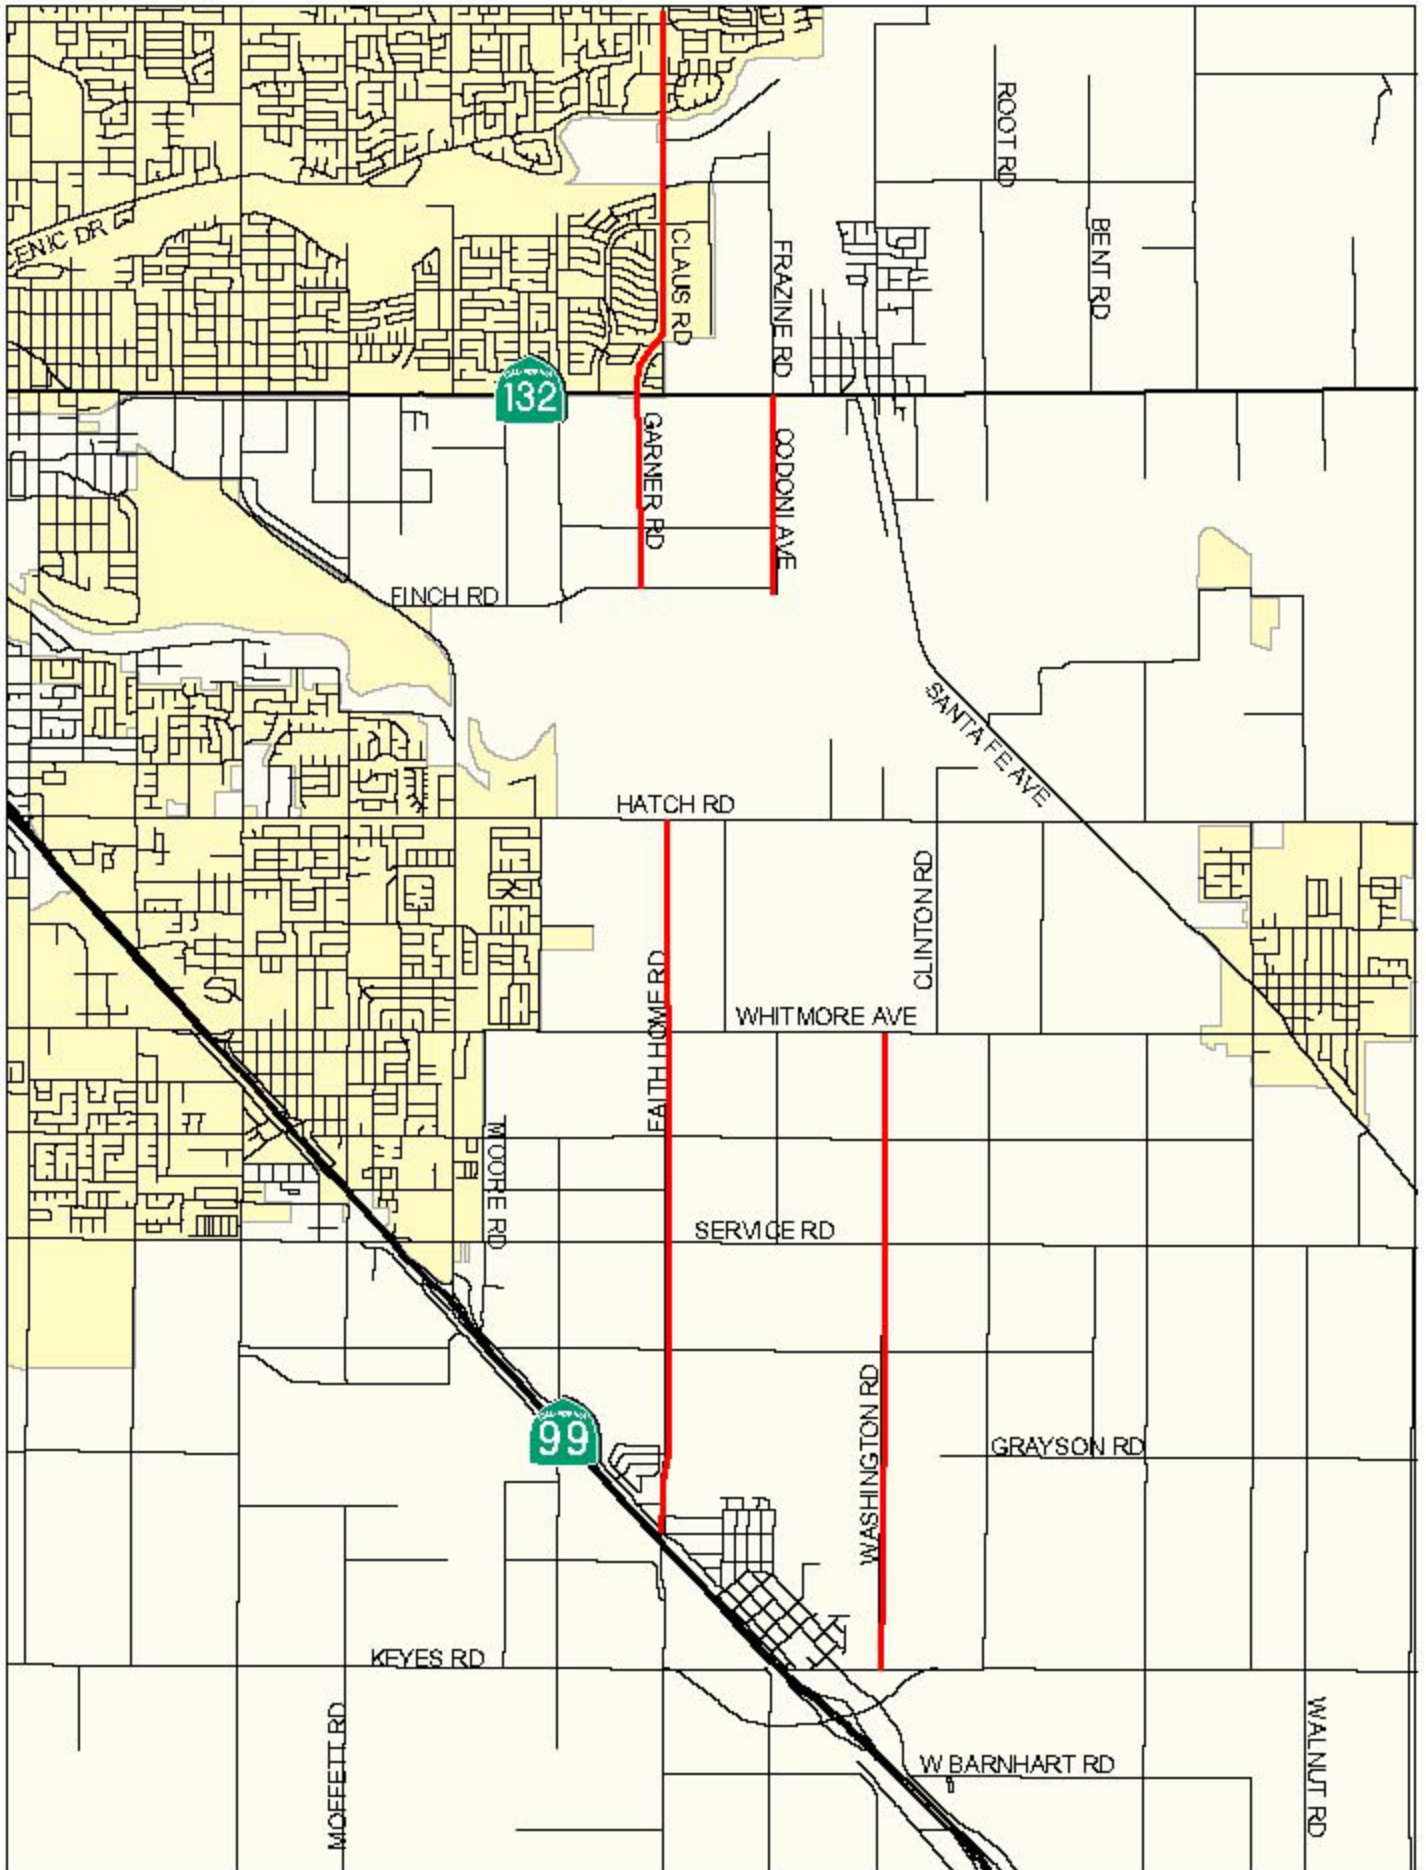 ROOT RD
ENIC DR
CLAUS RD
FRAZINE RD
BENT RD
132
GARNER RD
CODONI AVE
FINCH RD
SANTA FE AVE
HATCH RD
CLINTON RD
FAITH HOME RD
WHITMORE AVE
MOORE RD
SERVICE RD
WASHINGTON RD
99
GRAYSON RD
KEYES RD
MOFFETT RD
W BARNHART RD
WALNUT RD